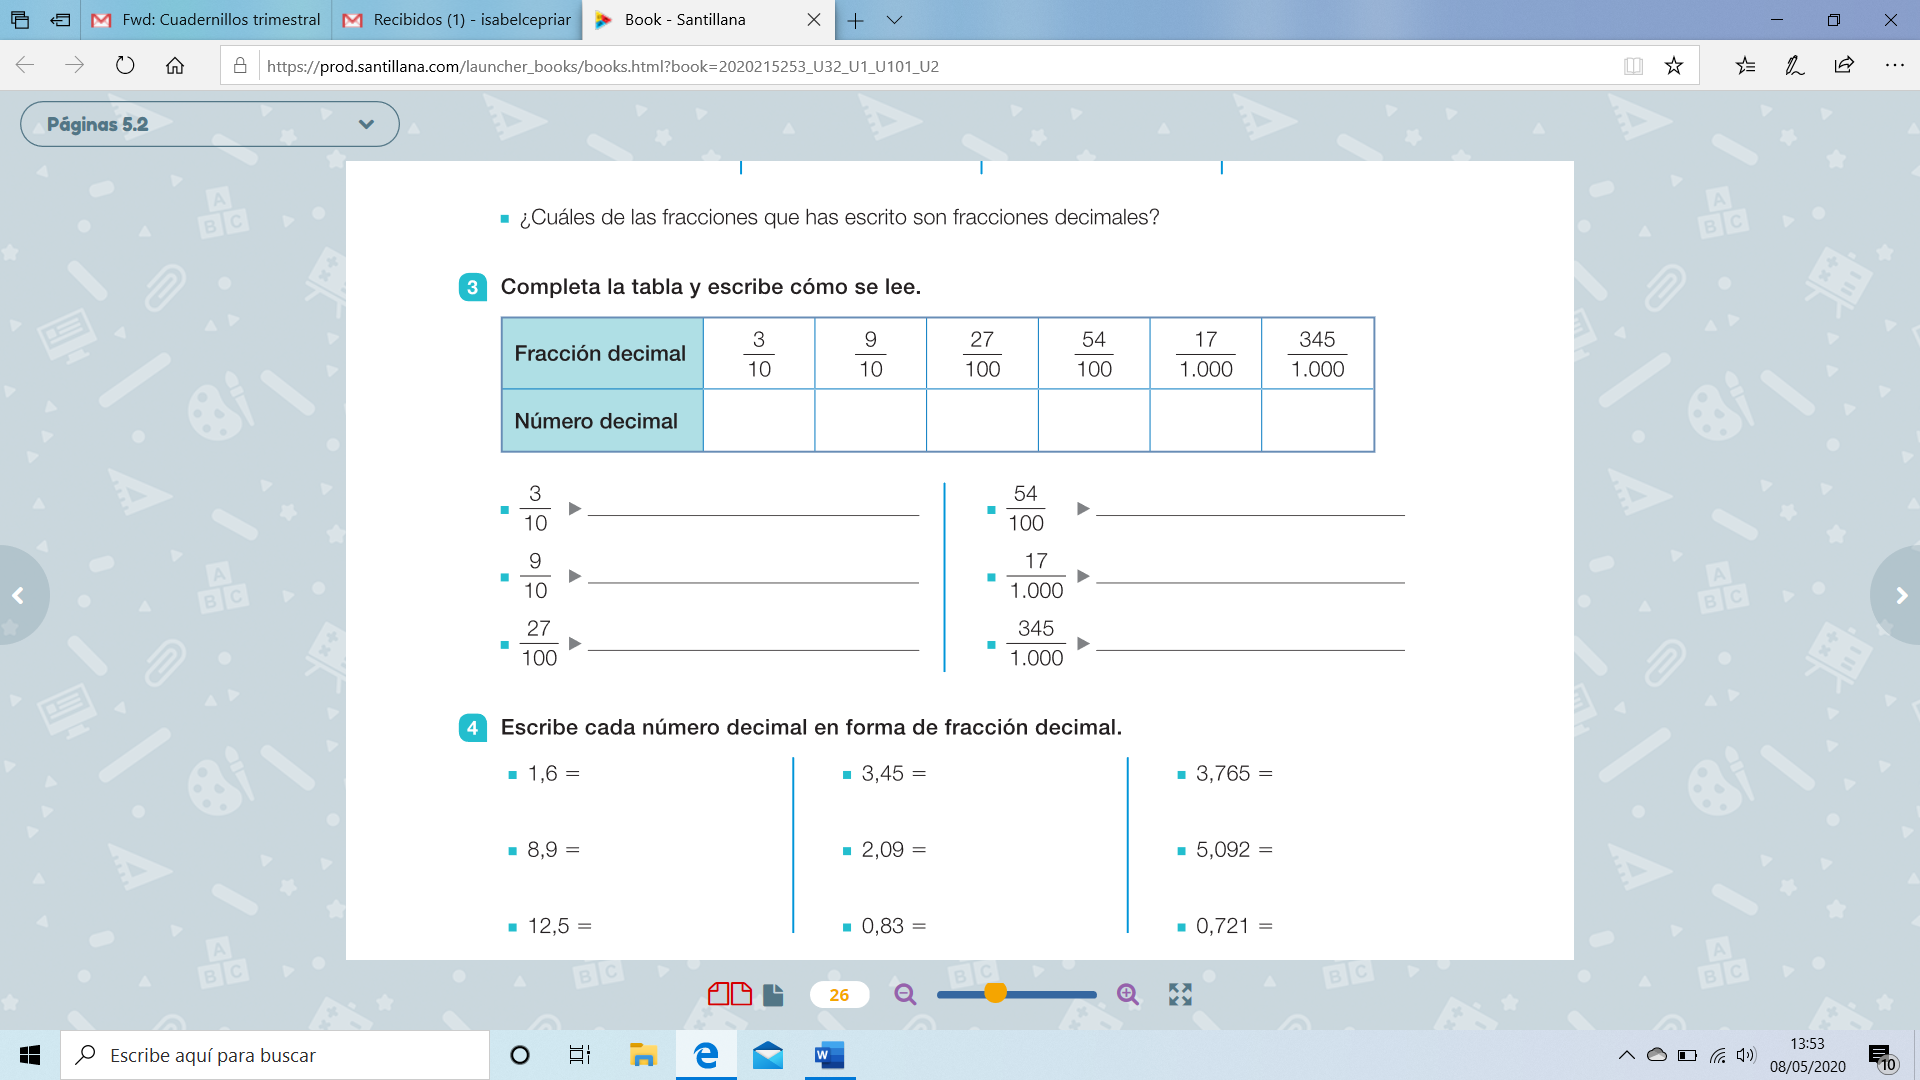 Fwd: Cuadernillos trimestral
Recibidos (1) - isabelcepriar
Book - Santillana
https://prod.santillana.com/launcher_books/books.html?book=2020215253_U32_U1_U101_U2
Páginas 5.2
¿Cuáles de las fracciones que has escrito son fracciones decimales?
3 Completa la tabla y escribe cómo se lee.
Fracción decimal 3/10 9/10 27/100 54/100 17/1.000 345/1.000
Número decimal
3/10
54/100
9/10
17/1.000
27/100
345/1.000
4 Escribe cada número decimal en forma de fracción decimal.
1,6 = 3,45 = 3,765 =
8,9 = 2,09 = 5,092 =
12,5 = 0,83 = 0,721 =
26
Escribe aquí para buscar
13:53
08/05/2020
10